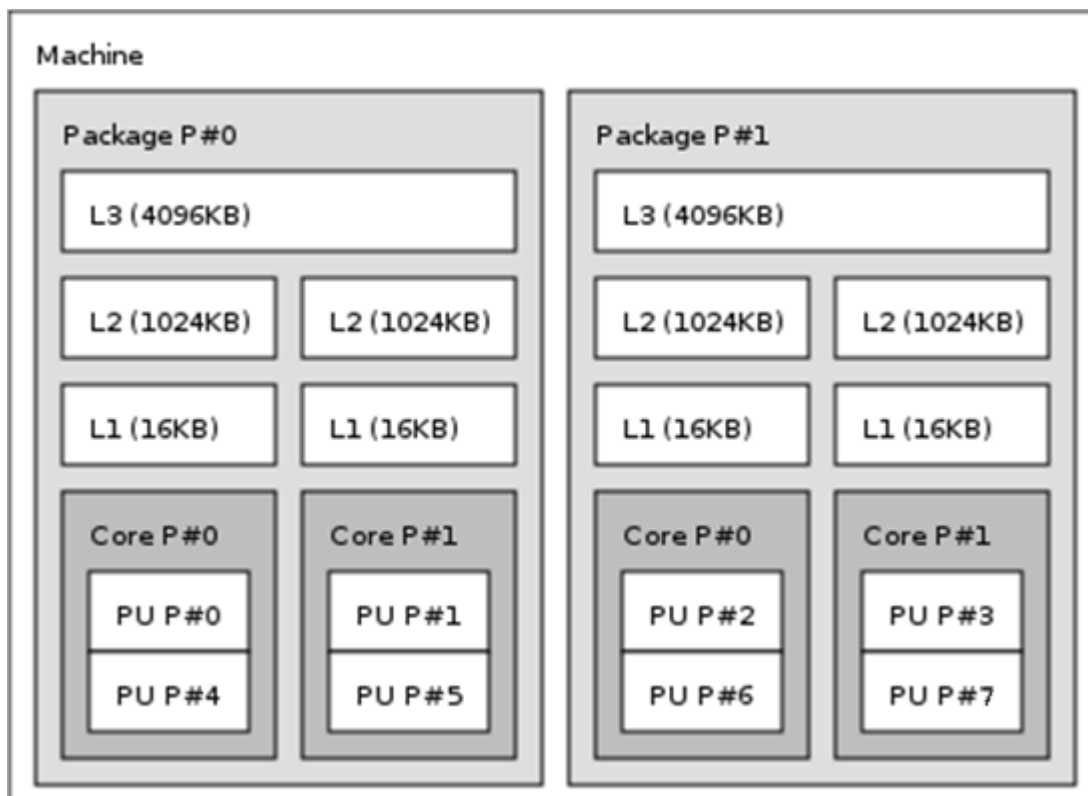 Machine
Package P#0
L3 (4096KB)
L2 (1024KB)
L2 (1024KB)
L1 (16KB)
L1 (16KB)
Core P#0
PU P#0
PU P#4
Core P#1
PU P#1
PU P#5
Package P#1
L3 (4096KB)
L2 (1024KB)
L2 (1024KB)
L1 (16KB)
L1 (16KB)
Core P#0
PU P#2
PU P#6
Core P#1
PU P#3
PU P#7